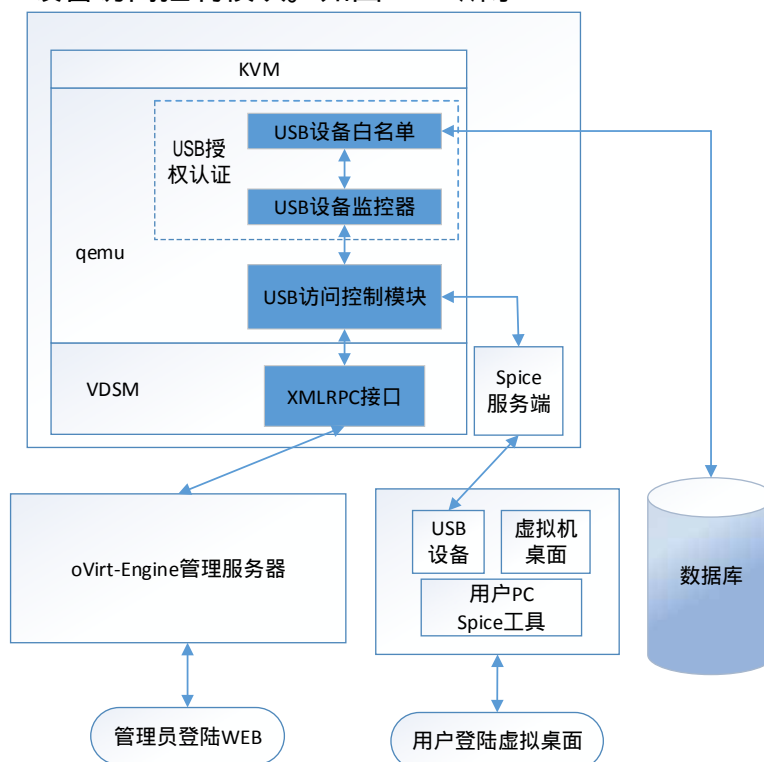 KVM
USB设备白名单
USB授
权认证
USB设备监控器
qemu
USB访问控制模块
VDSM
XMLRPC接口
Spice
服务端
oVirt-Engine管理服务器
USB
设备
虚拟机
桌面
用户PC
Spice工具
数据库
管理员登陆WEB
用户登陆虚拟桌面